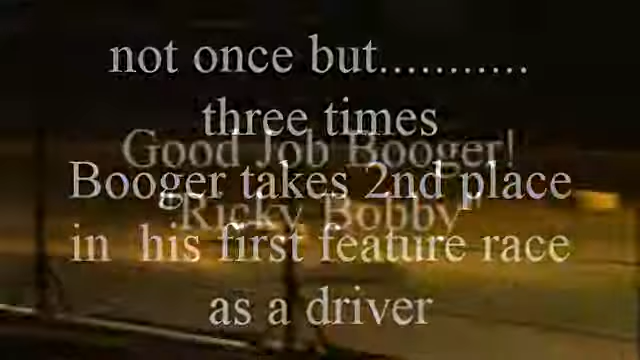 not once but...........
three times
Good Job Booger!
Booger takes 2nd place
"Ricky Bobby"
in his first feature race
as a driver